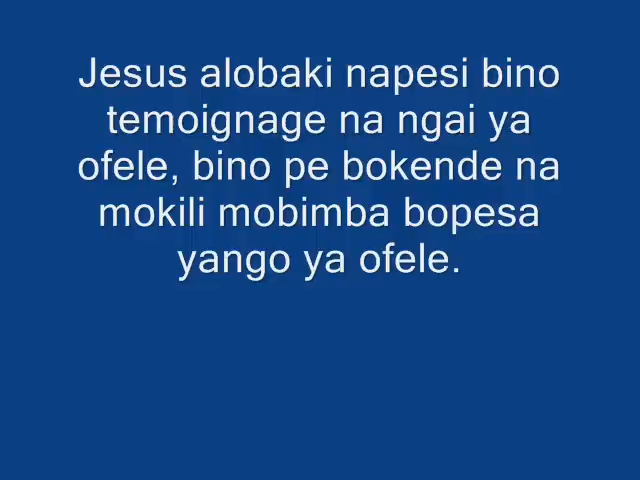 Jesus alobaki napesi bino
temoignage na ngai ya
ofele, bino pe bokende na
mokili mobimba bopesa
yango ya ofele.